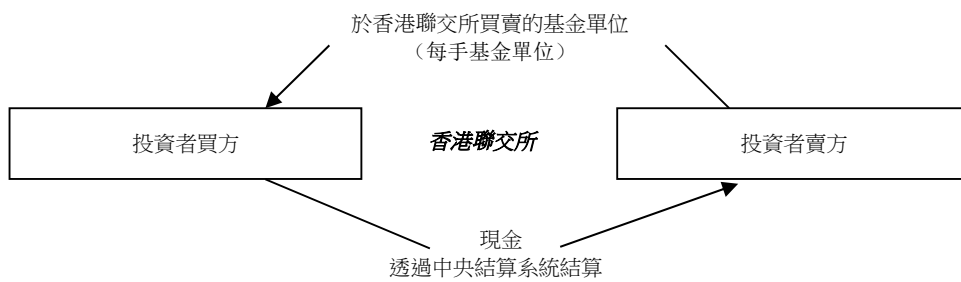 於香港聯交所買賣的基金單位
（每手基金單位）
投資者買方
香港聯交所
投資者賣方
現金
透過中央結算系統結算